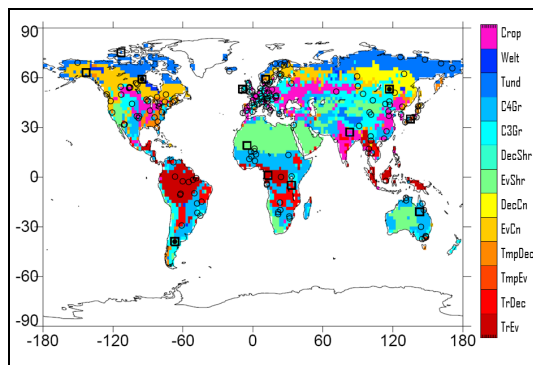 90
60
30
0
-30
-60
-90
-180
-120
-60
0
60
120
180
Crop
Welt
Tund
C4Gr
C3Gr
DecShr
EvShr
DecCn
EvCn
TmpDec
TmpEv
TrDec
TrEv